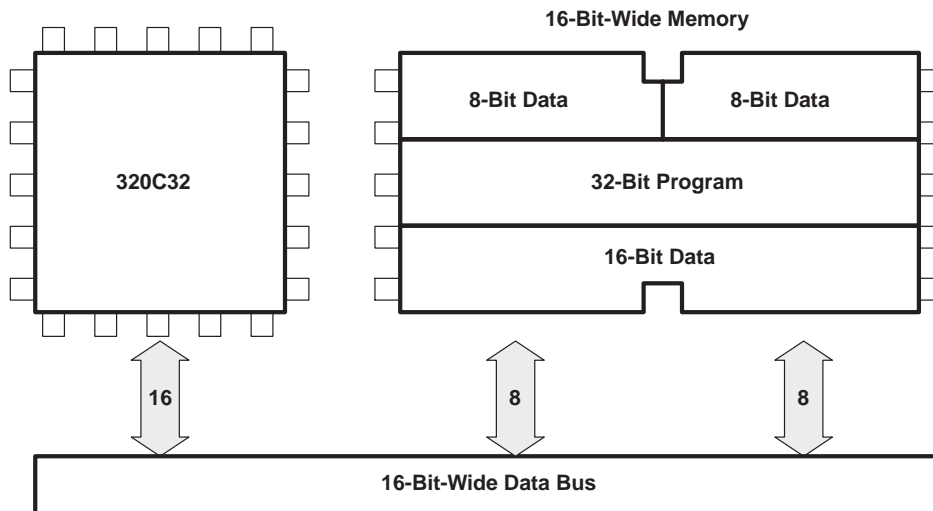 16-Bit-Wide Memory
8-Bit Data
8-Bit Data
320C32
32-Bit Program
16-Bit Data
16
8
8
16-Bit-Wide Data Bus